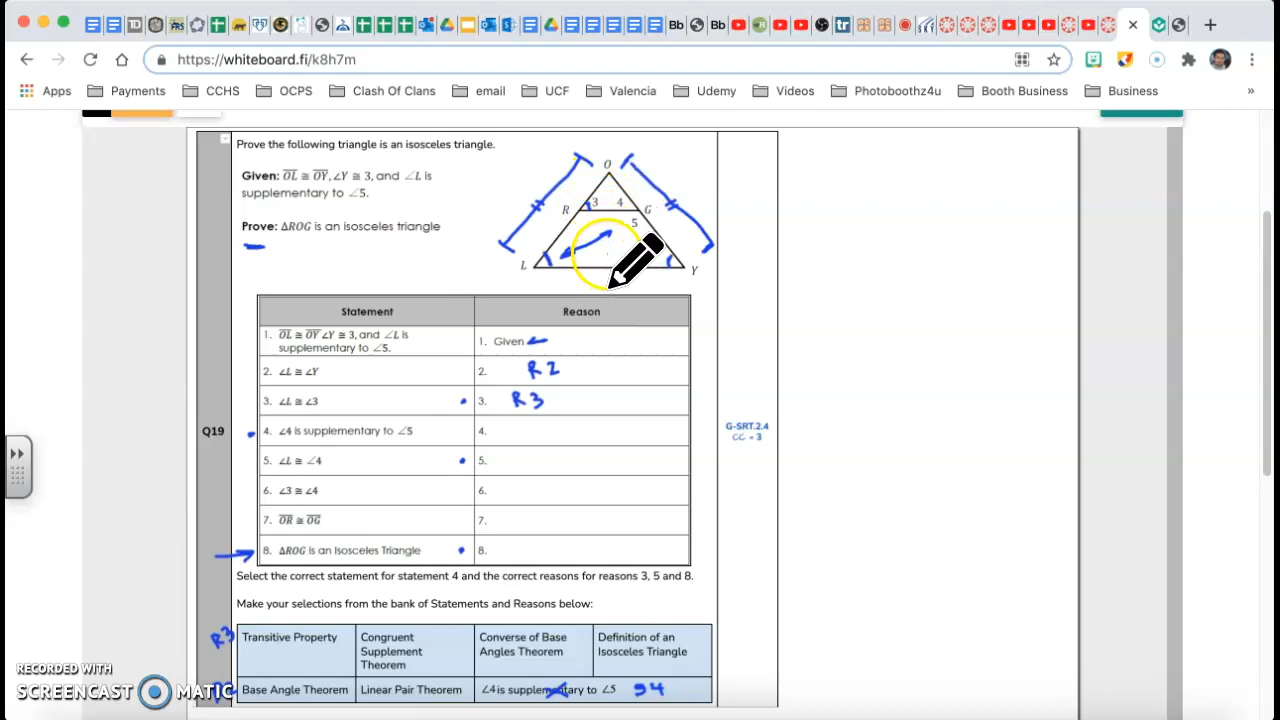 https://whiteboard.fi/k8h7m
Apps Payments CCHS OCPS Clash Of Clans email UCF Valencia Udemy Videos Photoboothz4u Booth Business Business »
Prove the following triangle is an isosceles triangle.
Given: OL ≅ OY, ∠Y ≅ 3, and ∠L is
supplementary to ∠5.
Prove: ΔROG is an isosceles triangle
O
R 3 4 G
5
L Y
Statement Reason
1. OL ≅ OY ∠Y ≅ 3, and ∠L is
supplementary to ∠5.
1. Given
2. ∠L ≅ ∠Y 2. R2
3. ∠L ≅ ∠3 3. R3
4. ∠4 is supplementary to ∠5 4.
5. ∠L ≅ ∠4 5.
6. ∠3 ≅ ∠4 6.
7. OR ≅ OG 7.
8. ΔROG is an Isosceles Triangle 8.
Q19
G-SRT.2.4
CC - 3
Select the correct statement for statement 4 and the correct reasons for reasons 3, 5 and 8.
Make your selections from the bank of Statements and Reasons below:
R3
Transitive Property
Congruent
Supplement
Theorem
Converse of Base
Angles Theorem
Definition of an
Isosceles Triangle
Base Angle Theorem Linear Pair Theorem ∠4 is supplementary to ∠5 S4
RECORDED WITH
SCREENCAST MATIC